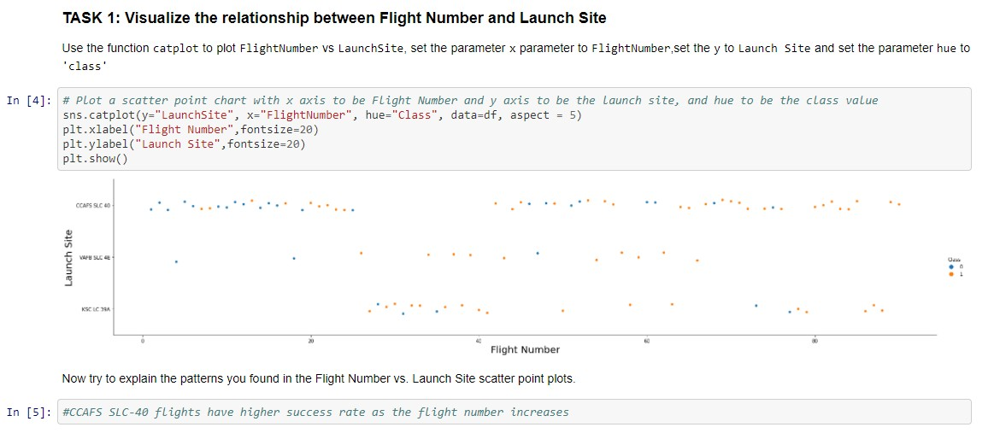 TASK 1: Visualize the relationship between Flight Number and Launch Site
Use the function catplot to plot FlightNumber vs LaunchSite, set the parameter x parameter to FlightNumber,set the y to Launch Site and set the parameter hue to
'class'
In [4]: # Plot a scatter point chart with x axis to be Flight Number and y axis to be the launch site, and hue to be the class value
sns.catplot(y="LaunchSite", x="FlightNumber", hue="Class", data=df, aspect = 5)
plt.xlabel("Flight Number",fontsize=20)
plt.ylabel("Launch Site",fontsize=20)
plt.show()
CCAFS SLC 40
VAFB SLC 4E
KSC LC 39A
Launch Site
Class
0
1
0 20 40 60 80
Flight Number
Now try to explain the patterns you found in the Flight Number vs. Launch Site scatter point plots.
In [5]: #CCAFS SLC-40 flights have higher success rate as the flight number increases